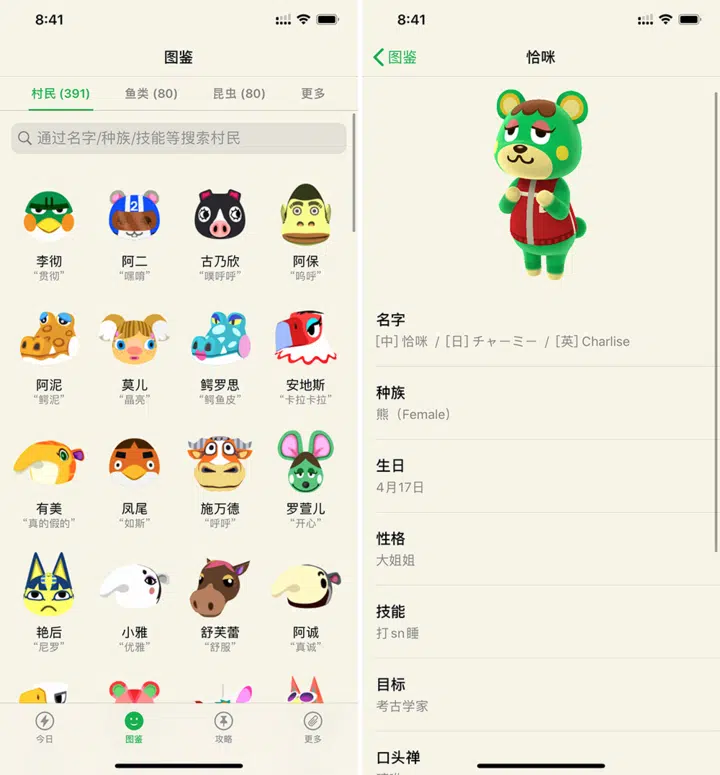 8:41
图鉴
村民 (391)
鱼类 (80)
昆虫 (80)
更多
通过名字/种族/技能等搜索村民
2
李彻
阿二
古乃欣
阿保
“贯彻”
“嘿唷”
“噗呼呼”
“呜呼”
阿泥
莫儿
鳄罗思
安地斯
“鳄泥”
“晶亮”
“鳄鱼皮”
“卡拉卡拉”
有美
凤尾
施万德
罗萱儿
“真的假的”
“如斯”
“呼呼”
“开心”
艳后
小雅
舒芙蕾
阿诚
“尼罗”
“优雅”
“舒服”
“真诚”
今日
图鉴
攻略
更多
8:41
图鉴
恰咪
名字
[中] 恰咪 / [日] チャーミー / [英] Charlise
种族
熊（Female）
生日
4月17日
性格
大姐姐
技能
打sn睡
目标
考古学家
口头禅